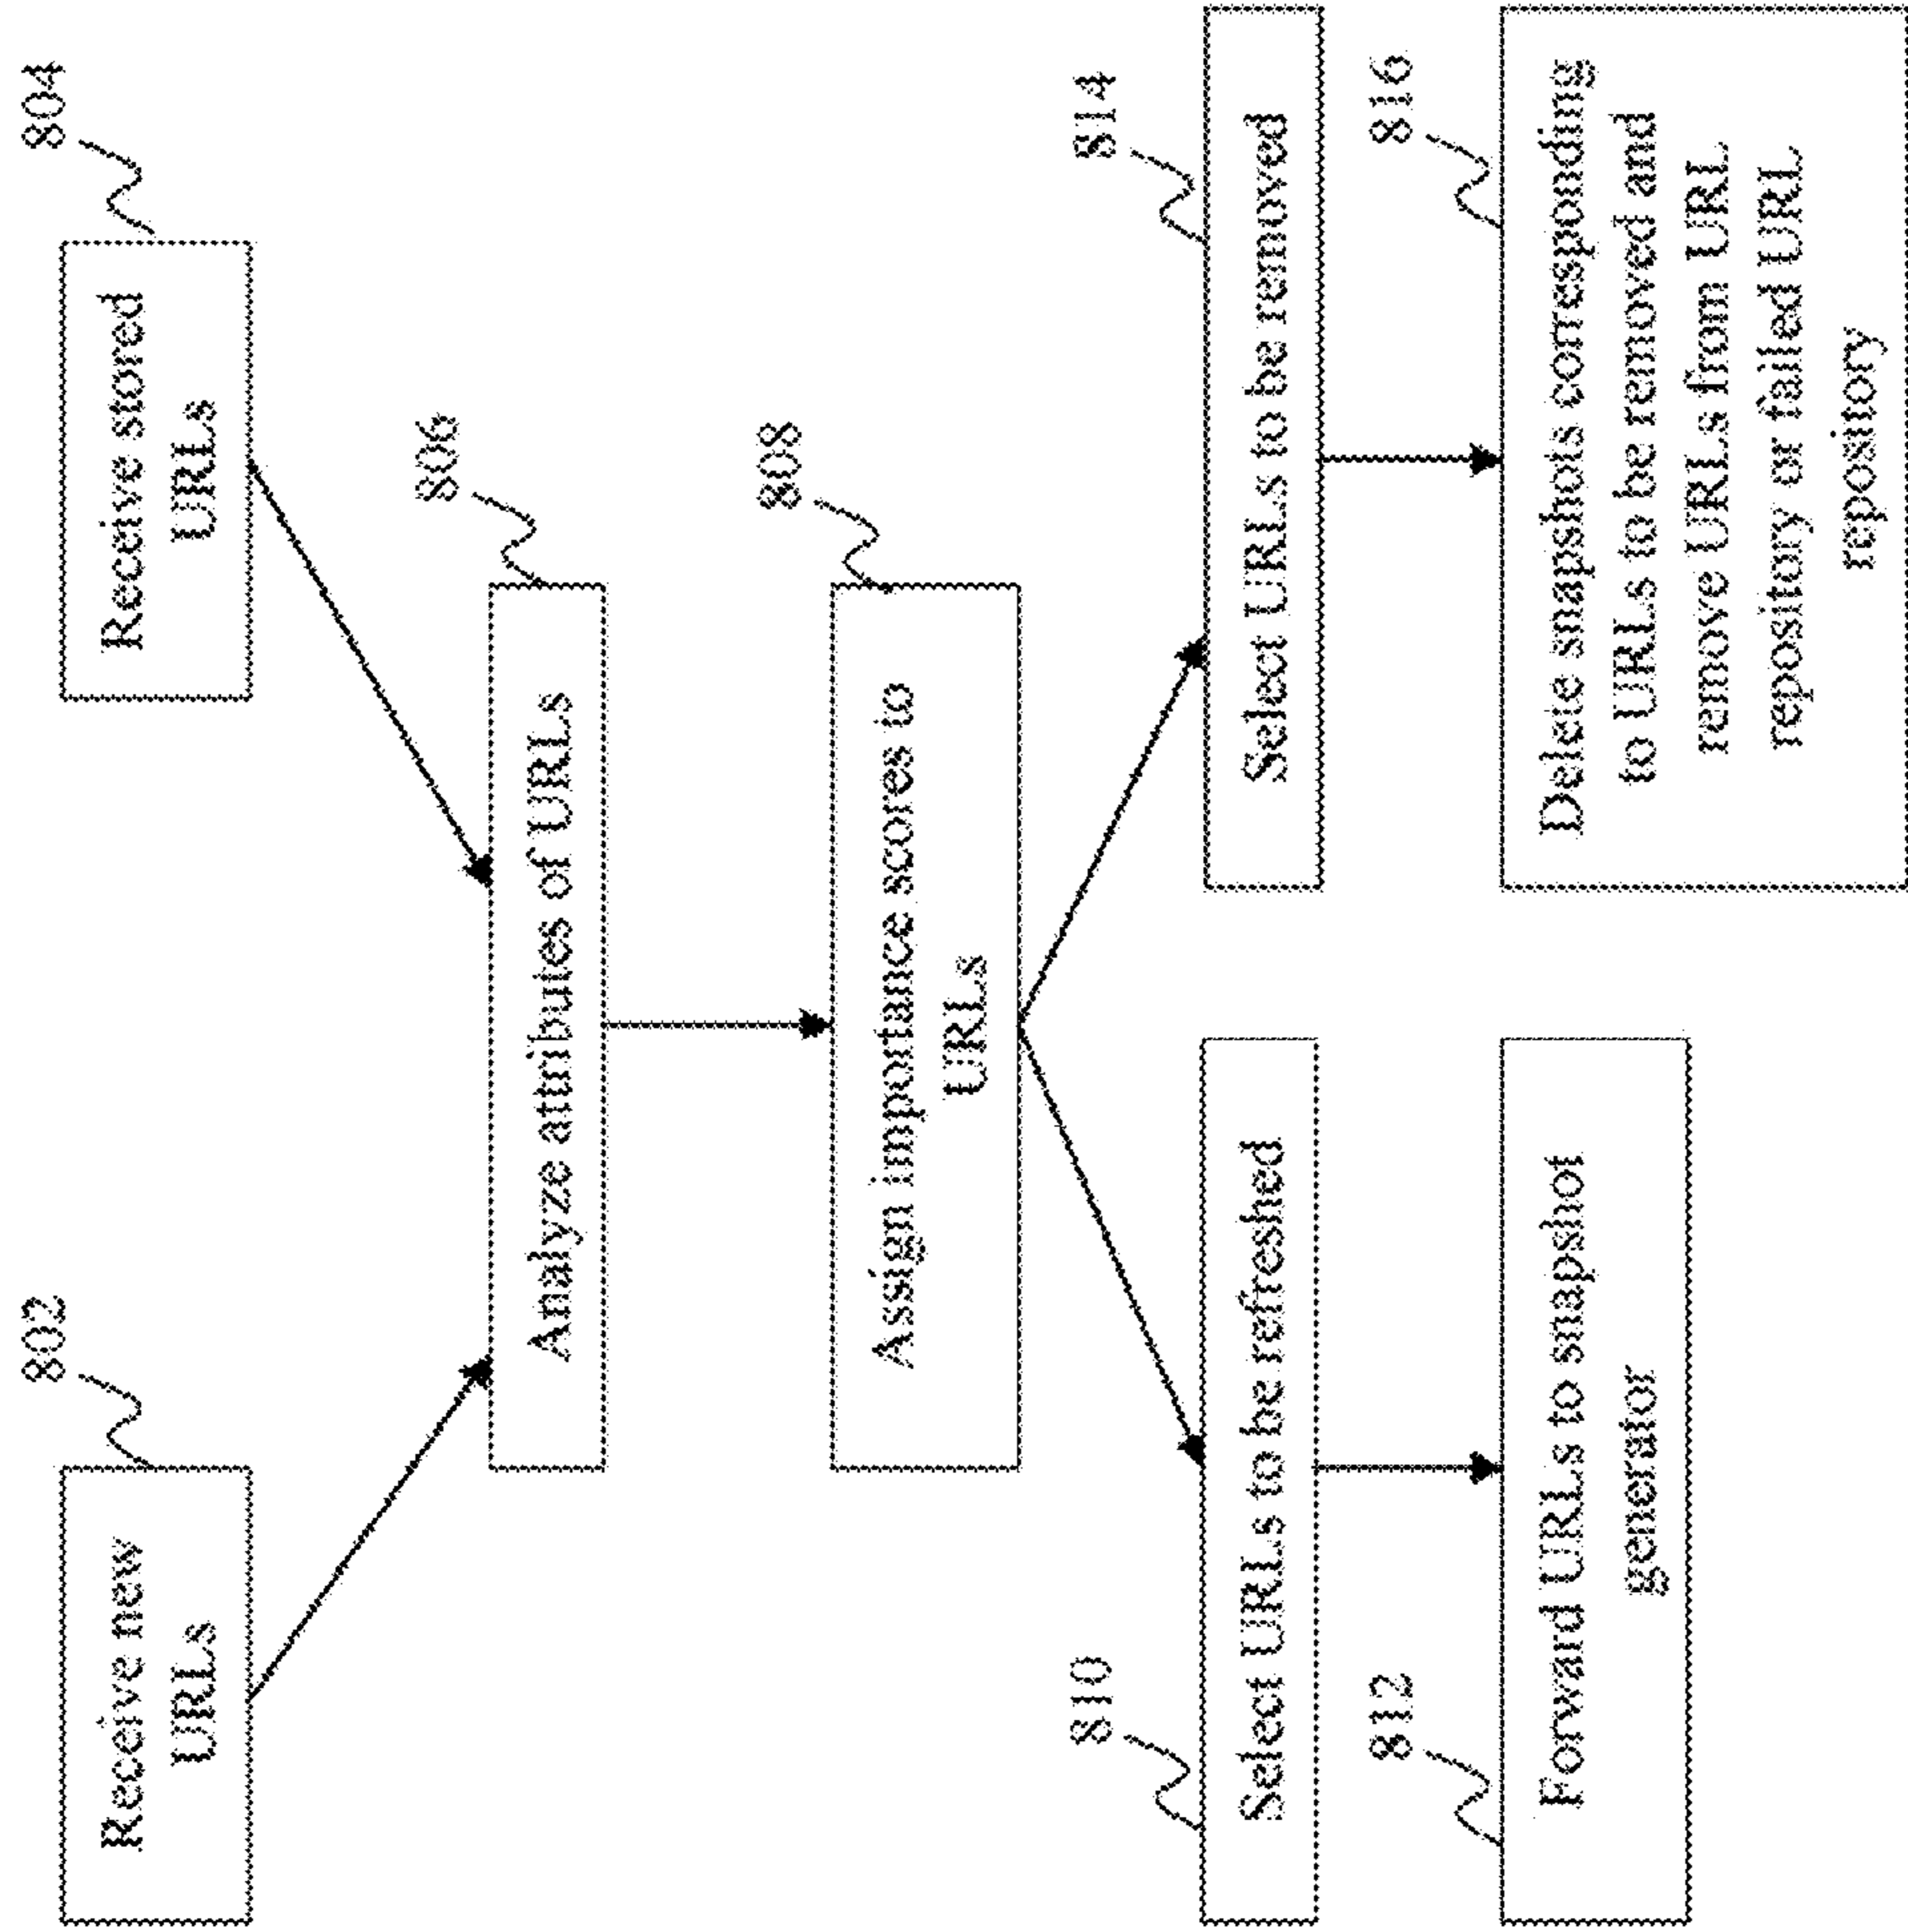 802
Receive new
URLs
804
Receive stored
URLs
806
Analyze attributes of URLs
808
Assign importance scores to
URLs
810
Select URLs to be refreshed
812
Forward URLs to snapshot
generator
814
Select URLs to be removed
816
Delete snapshots corresponding
to URLs to be removed and
remove URLs from URL
repository or failed URL
repository